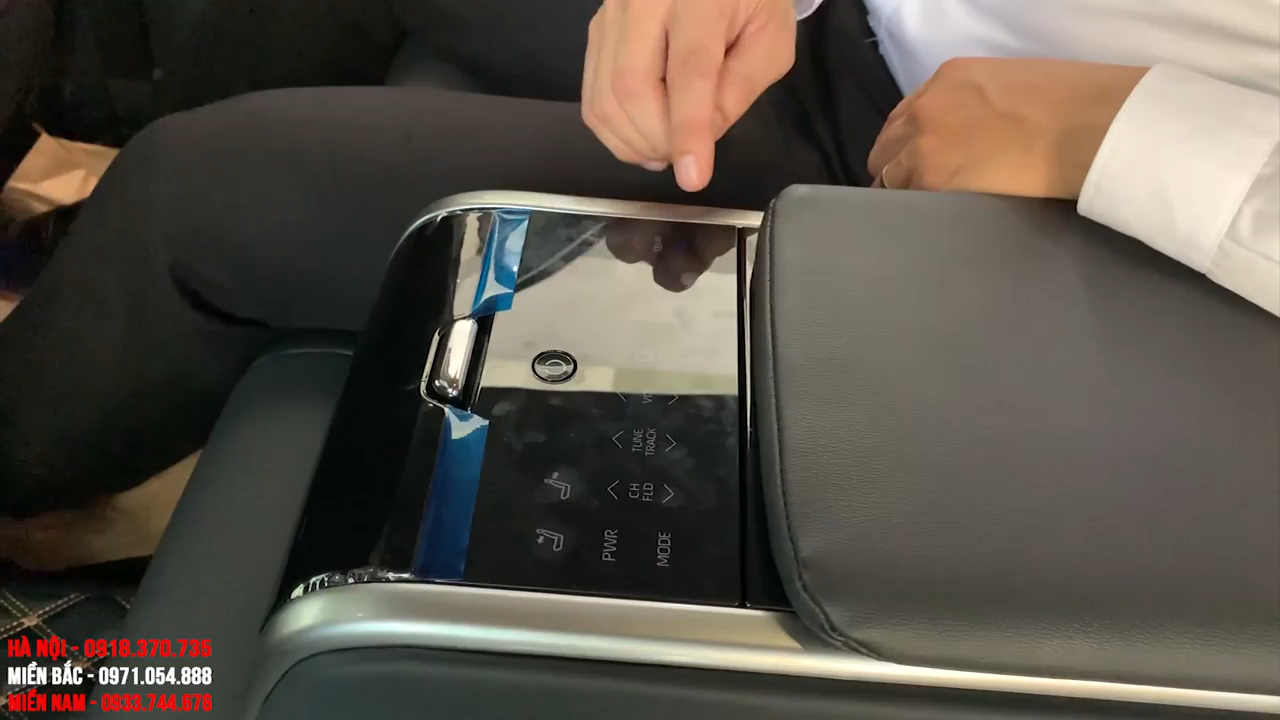 VO
TUNE
TRACK
CH
FLD
PWR
MODE
HÀ NỘI - 0918.370.735
MIỀN BẮC - 0971.054.888
MIỀN NAM - 0933.744.678